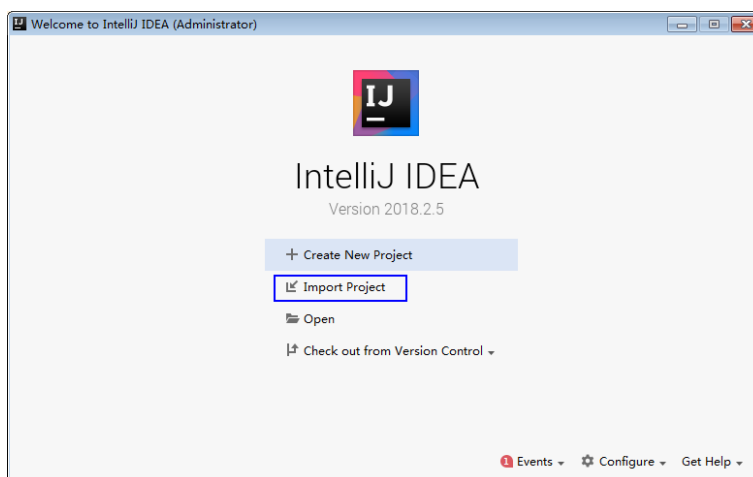 Welcome to IntelliJ IDEA (Administrator)
IJ
IntelliJ IDEA
Version 2018.2.5
Create New Project
Import Project
Open
Check out from Version Control
1 Events Configure Get Help